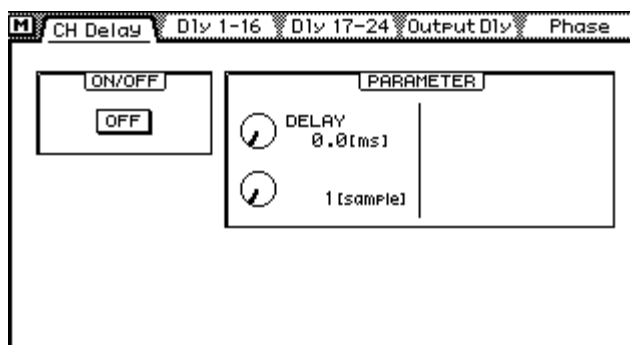 M CH Delay Dly 1-16 Dly 17-24 Output Dly Phase
ON/OFF PARAMETER
OFF
DELAY
0.0[ms]
1[sample]